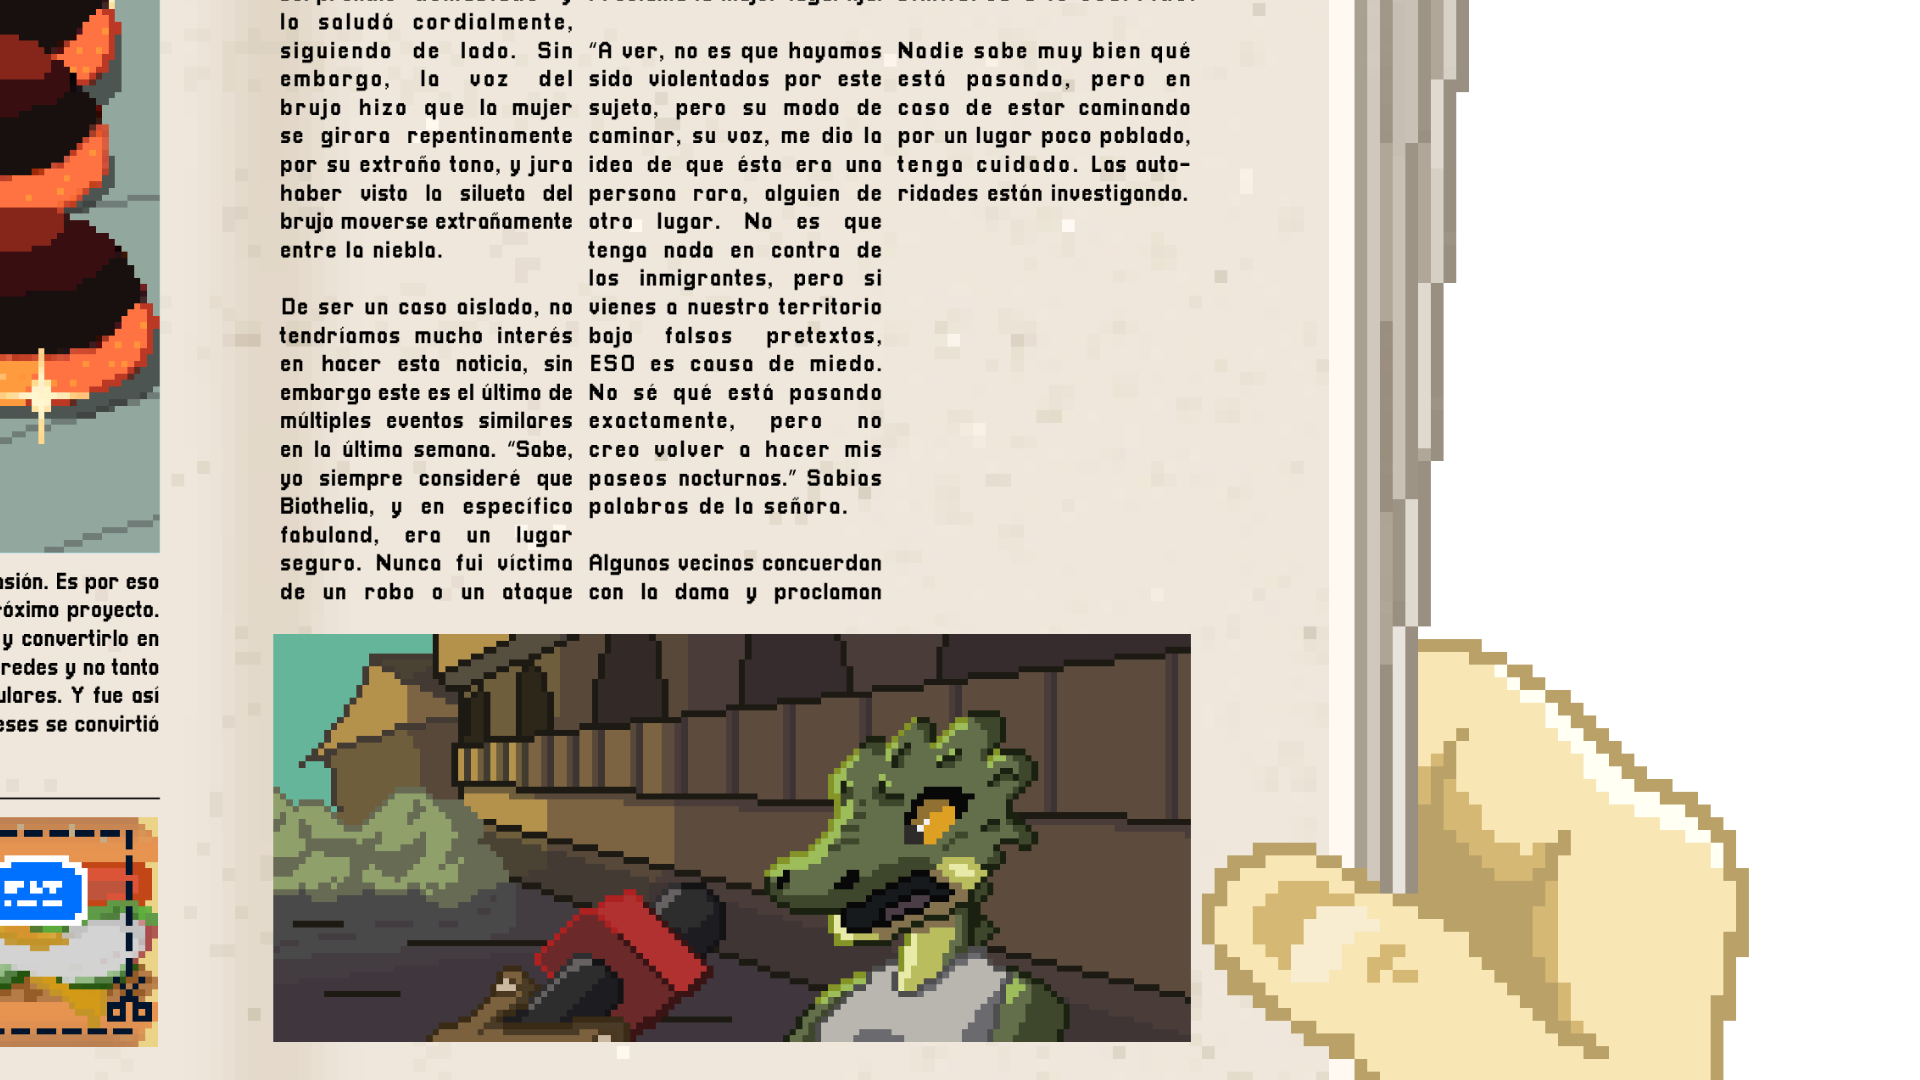 asión. Es por eso
róximo proyecto.
y convertirlo en
redes y no tanto
ulares. Y fue así
eses se convirtió
lo saludó cordialmente,
siguiendo de lado. Sin
embargo, la voz del
brujo hizo que la mujer
se girara repentinamente
por su extraño tono, y jura
haber visto la silueta del
brujo moverse extrañamente
entre la niebla.
De ser un caso aislado, no
tendríamos mucho interés
en hacer esta noticia, sin
embargo este es el último de
múltiples eventos similares
en la última semana. "Sabe,
yo siempre consideré que
Biothelia, y en específico
fabuland, era un lugar
seguro. Nunca fui víctima
de un robo o un ataque
"A ver, no es que hayamos
sido violentados por este
sujeto, pero su modo de
caminar, su voz, me dio la
idea de que ésta era una
persona rara, alguien de
otro lugar. No es que
tenga nada en contra de
los inmigrantes, pero si
vienes a nuestro territorio
bajo falsos pretextos,
ESO es causa de miedo.
No sé qué está pasando
exactamente, pero no
creo volver a hacer mis
paseos nocturnos." Sabias
palabras de la señora.
Algunos vecinos concuerdan
con la dama y proclaman
Nadie sabe muy bien qué
está pasando, pero en
caso de estar caminando
por un lugar poco poblado,
tenga cuidado. Las auto-
ridades están investigando.